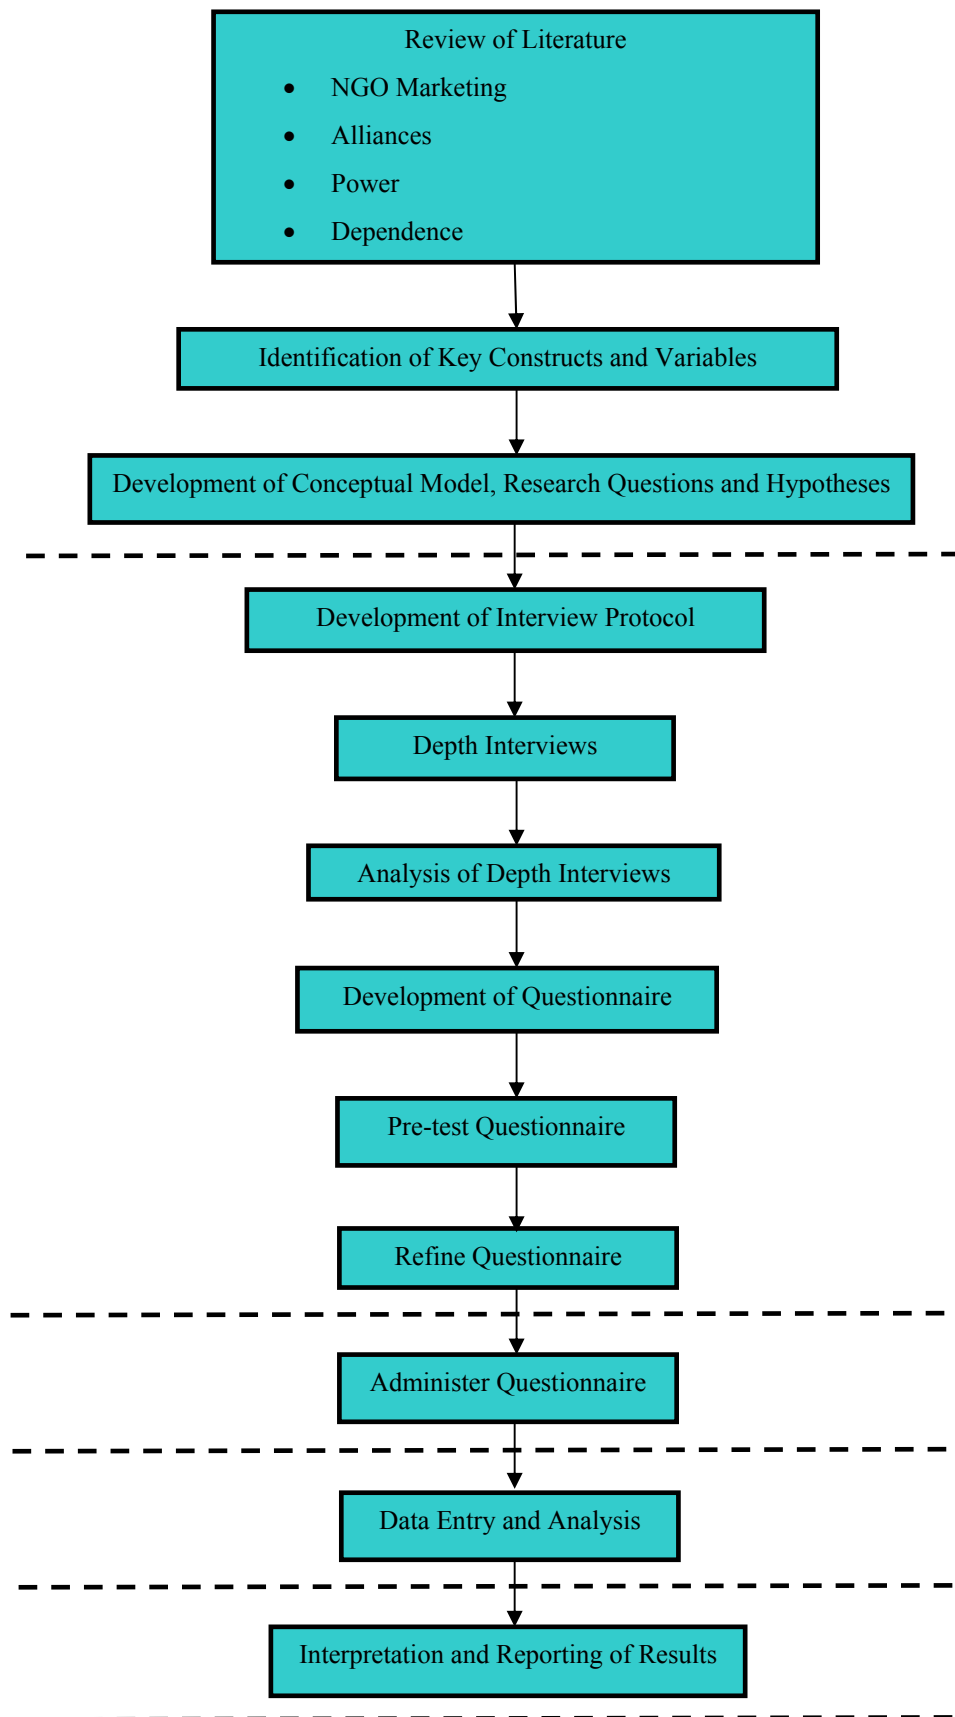 Review of Literature
• NGO Marketing
• Alliances
• Power
• Dependence
Identification of Key Constructs and Variables
Development of Conceptual Model, Research Questions and Hypotheses
Development of Interview Protocol
Depth Interviews
Analysis of Depth Interviews
Development of Questionnaire
Pre-test Questionnaire
Refine Questionnaire
Administer Questionnaire
Data Entry and Analysis
Interpretation and Reporting of Results